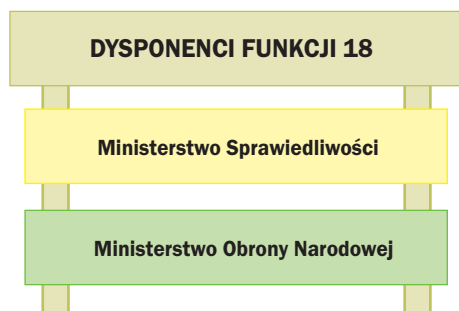 DYSPONENCI FUNKCJI 18
Ministerstwo Sprawiedliwości
Ministerstwo Obrony Narodowej